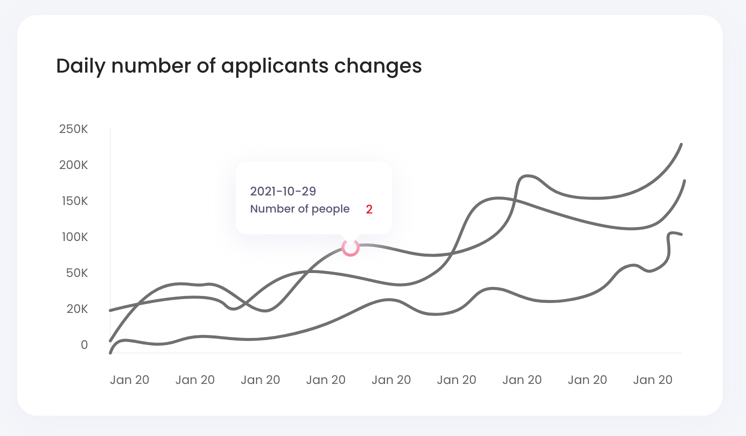 Daily number of applicants changes
250K
200K
150K
100K
50K
20K
0
2021-10-29
Number of people 2
Jan 20 Jan 20 Jan 20 Jan 20 Jan 20 Jan 20 Jan 20 Jan 20 Jan 20